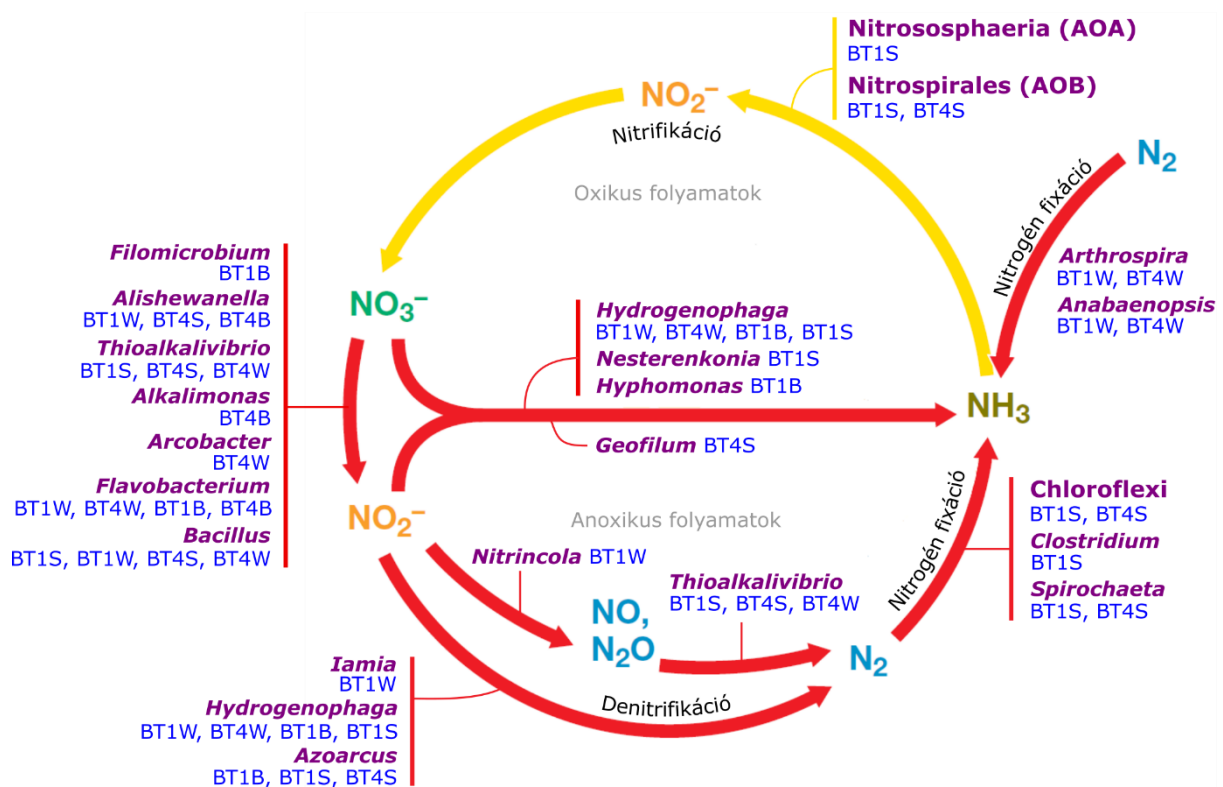 Nitrososphaeria (AOA)
BT1S
Nitrospirales (AOB)
BT1S, BT4S
NO₂⁻
Nitrifikáció
N₂
Oxikus folyamatok
Nitrogén fixáció
Arthrospira
BT1W, BT4W
Anabaenopsis
BT1W, BT4W
Filomicrobium
BT1B
Alishewanella
BT1W, BT4S, BT4B
Thioalkalivibrio
BT1S, BT4S, BT4W
Alkalimonas
BT4B
Arcobacter
BT4W
Flavobacterium
BT1W, BT4W, BT1B, BT4B
Bacillus
BT1S, BT1W, BT4S, BT4W
NO₃⁻
Hydrogenophaga
BT1W, BT4W, BT1B, BT1S
Nesterenkonia BT1S
Hyphomonas BT1B
NH₃
Geofilum BT4S
NO₂⁻
Anoxikus folyamatok
Nitrincola BT1W
Thioalkalivibrio
BT1S, BT4S, BT4W
Nitrogén fixáció
Chloroflexi
BT1S, BT4S
Clostridium
BT1S
Spirochaeta
BT1S, BT4S
NO,
N₂O
N₂
Denitrifikáció
Iamia
BT1W
Hydrogenophaga
BT1W, BT4W, BT1B, BT1S
Azoarcus
BT1B, BT1S, BT4S